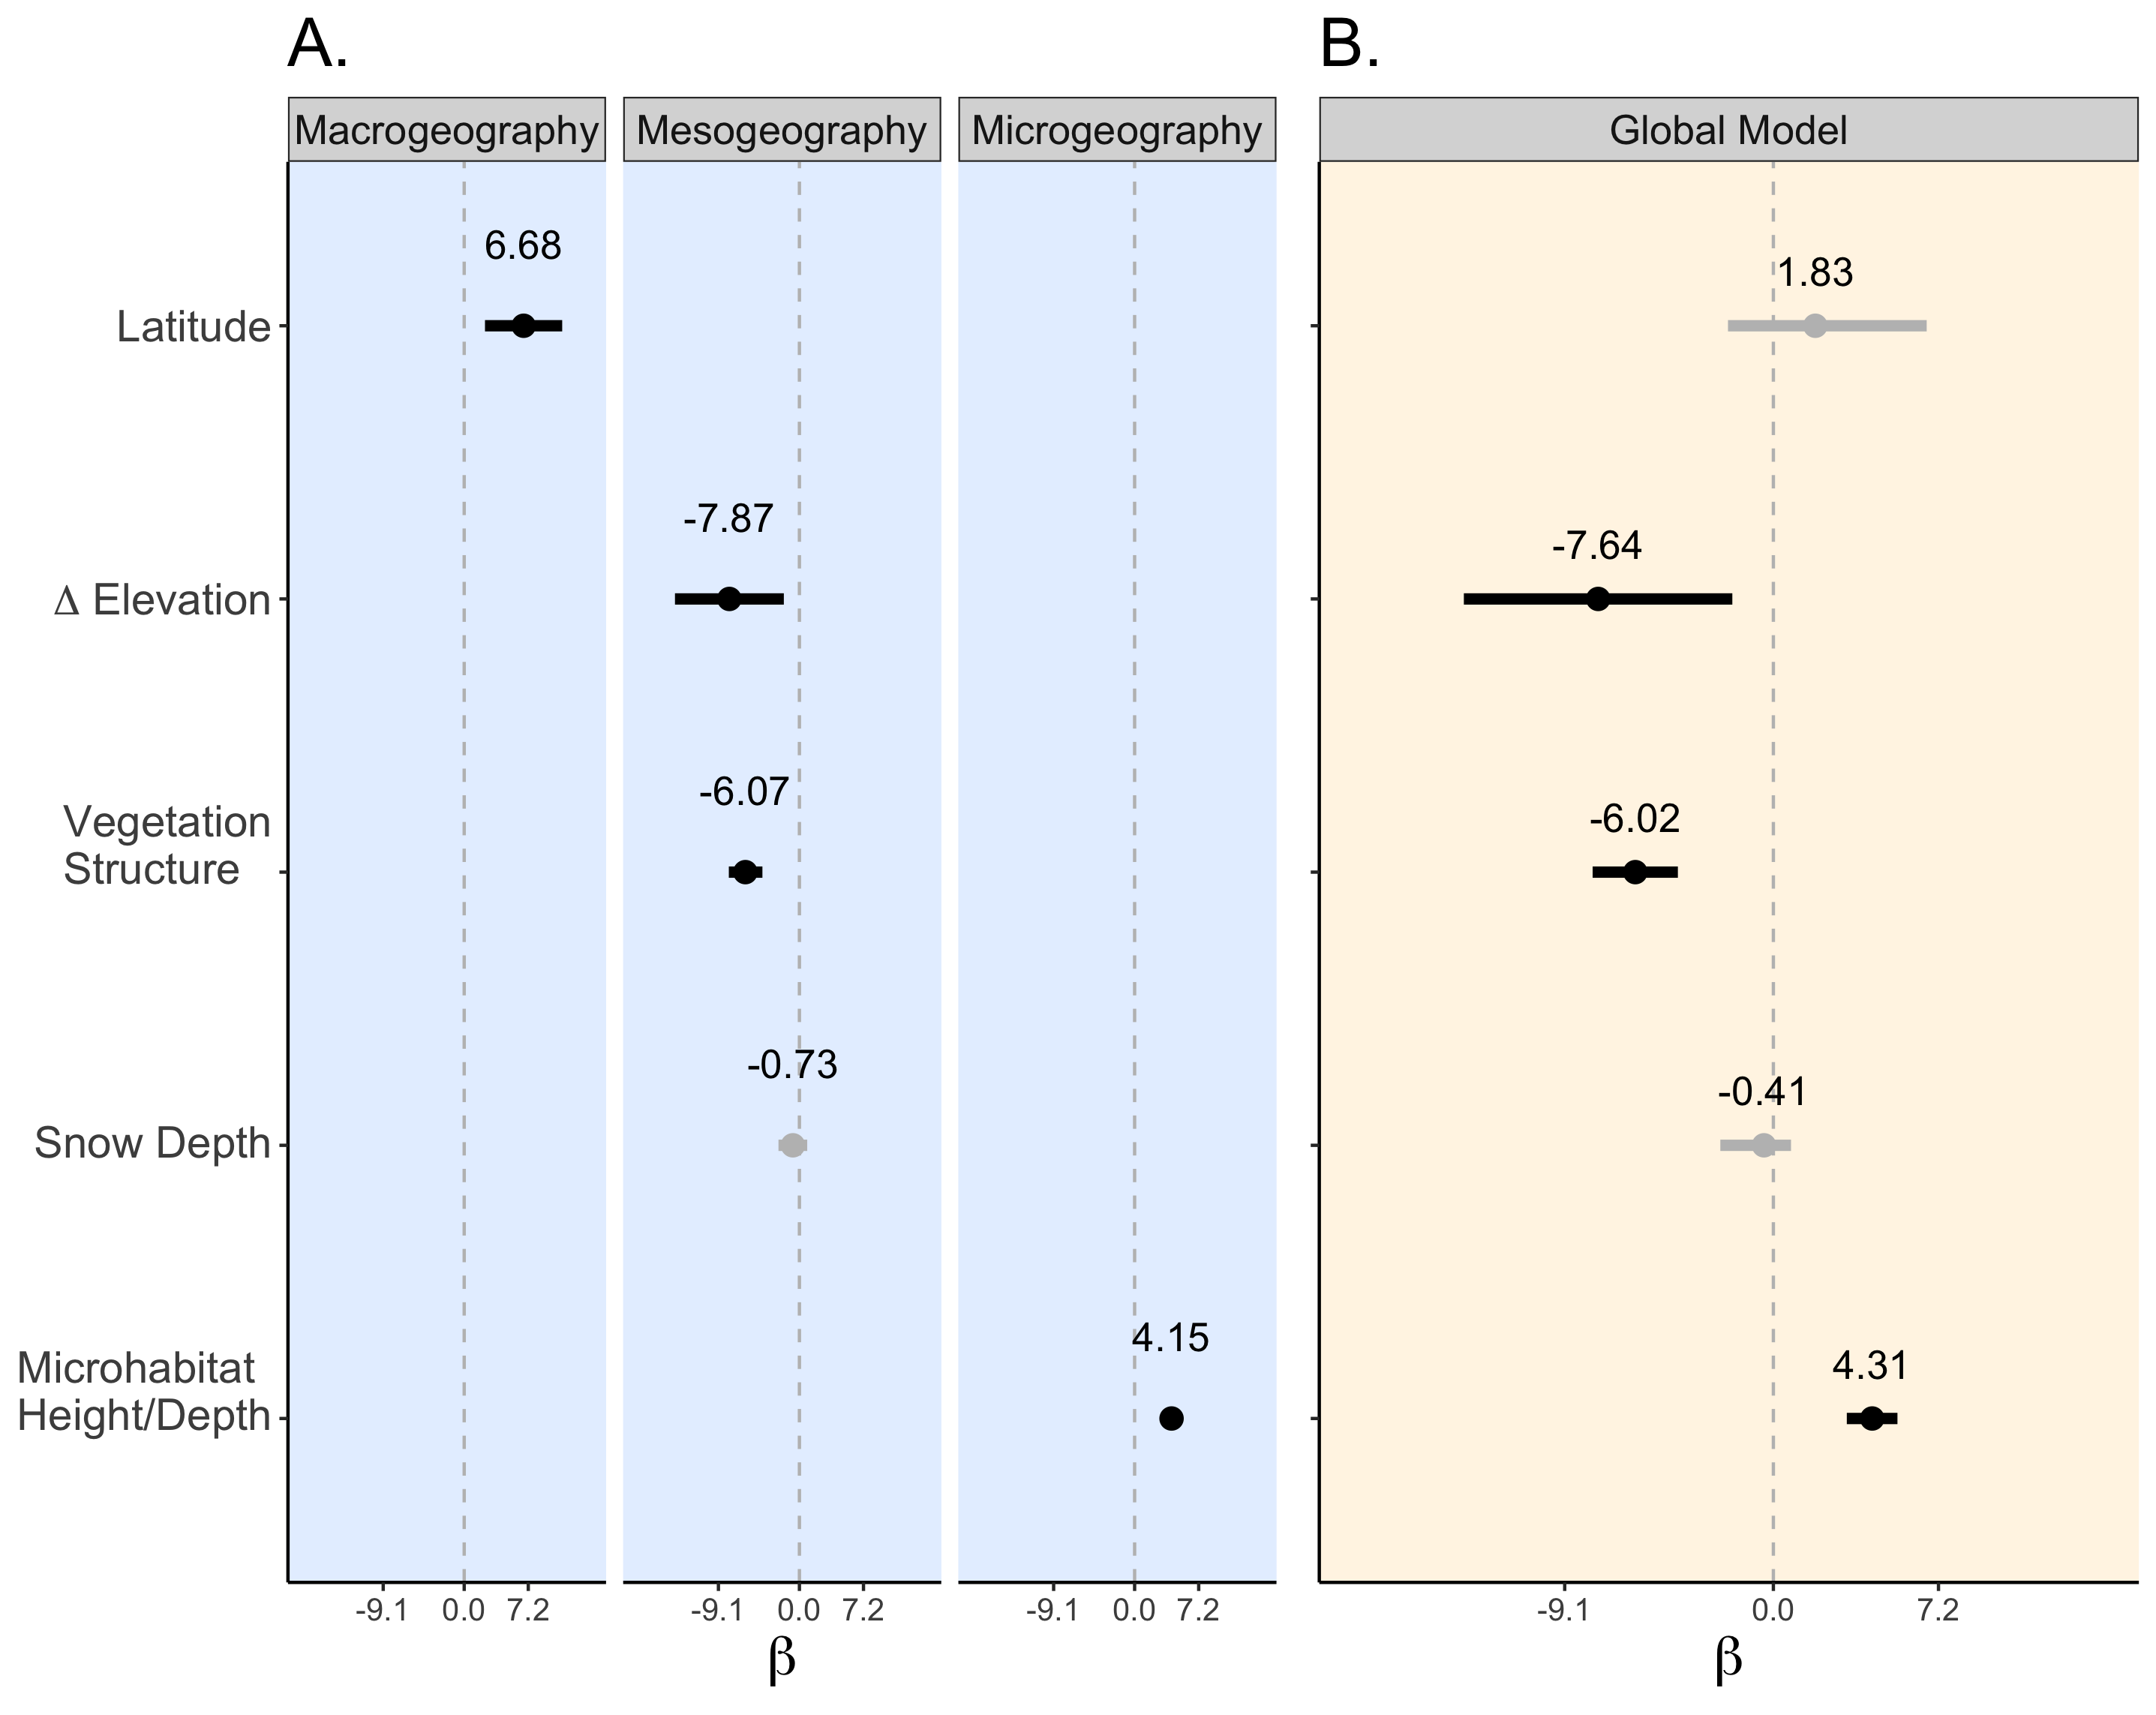 A.
B.
Macrogeography
Mesogeography
Microgeography
Global Model
6.68
1.83
Latitude
-7.87
-7.64
Δ Elevation
-6.07
-6.02
Vegetation
Structure
-0.73
-0.41
Snow Depth
4.15
4.31
Microhabitat
Height/Depth
-9.1 0.0 7.2
-9.1 0.0 7.2
-9.1 0.0 7.2
-9.1 0.0 7.2
β
β